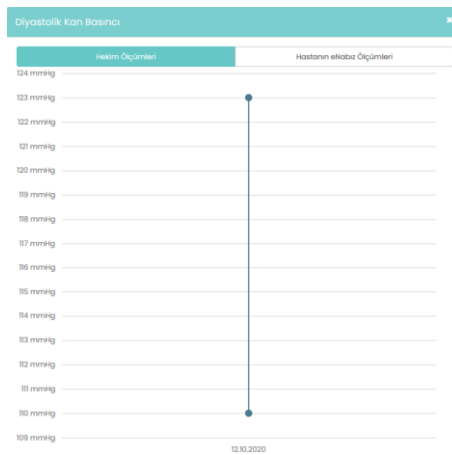 Diyastolik Kan Basıncı
Hekim Ölçümleri
Hastanın eNabız Ölçümleri
124 mmHg
123 mmHg
122 mmHg
121 mmHg
120 mmHg
119 mmHg
118 mmHg
117 mmHg
116 mmHg
115 mmHg
114 mmHg
113 mmHg
112 mmHg
111 mmHg
110 mmHg
109 mmHg
12.10.2020